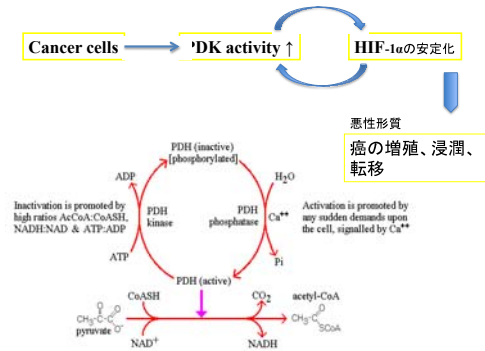 Cancer cells
PDK activity ↑
HIF-1αの安定化
悪性形質
癌の増殖、浸潤、
転移
PDH (inactive)
[phosphorylated]
ADP
H₂O
Inactivation is promoted by
high ratios AcCoA:CoASH,
NADH:NAD & ATP:ADP
PDH
kinase
PDH
phosphatase
Ca⁺⁺
Activation is promoted by
any sudden demands upon
the cell, signalled by Ca⁺⁺
ATP
Pi
PDH (active)
CoASH
CO₂
acetyl-CoA
CH₃
O
O
O⁻
pyruvate
CH₃
O
SCoA
NAD⁺
NADH